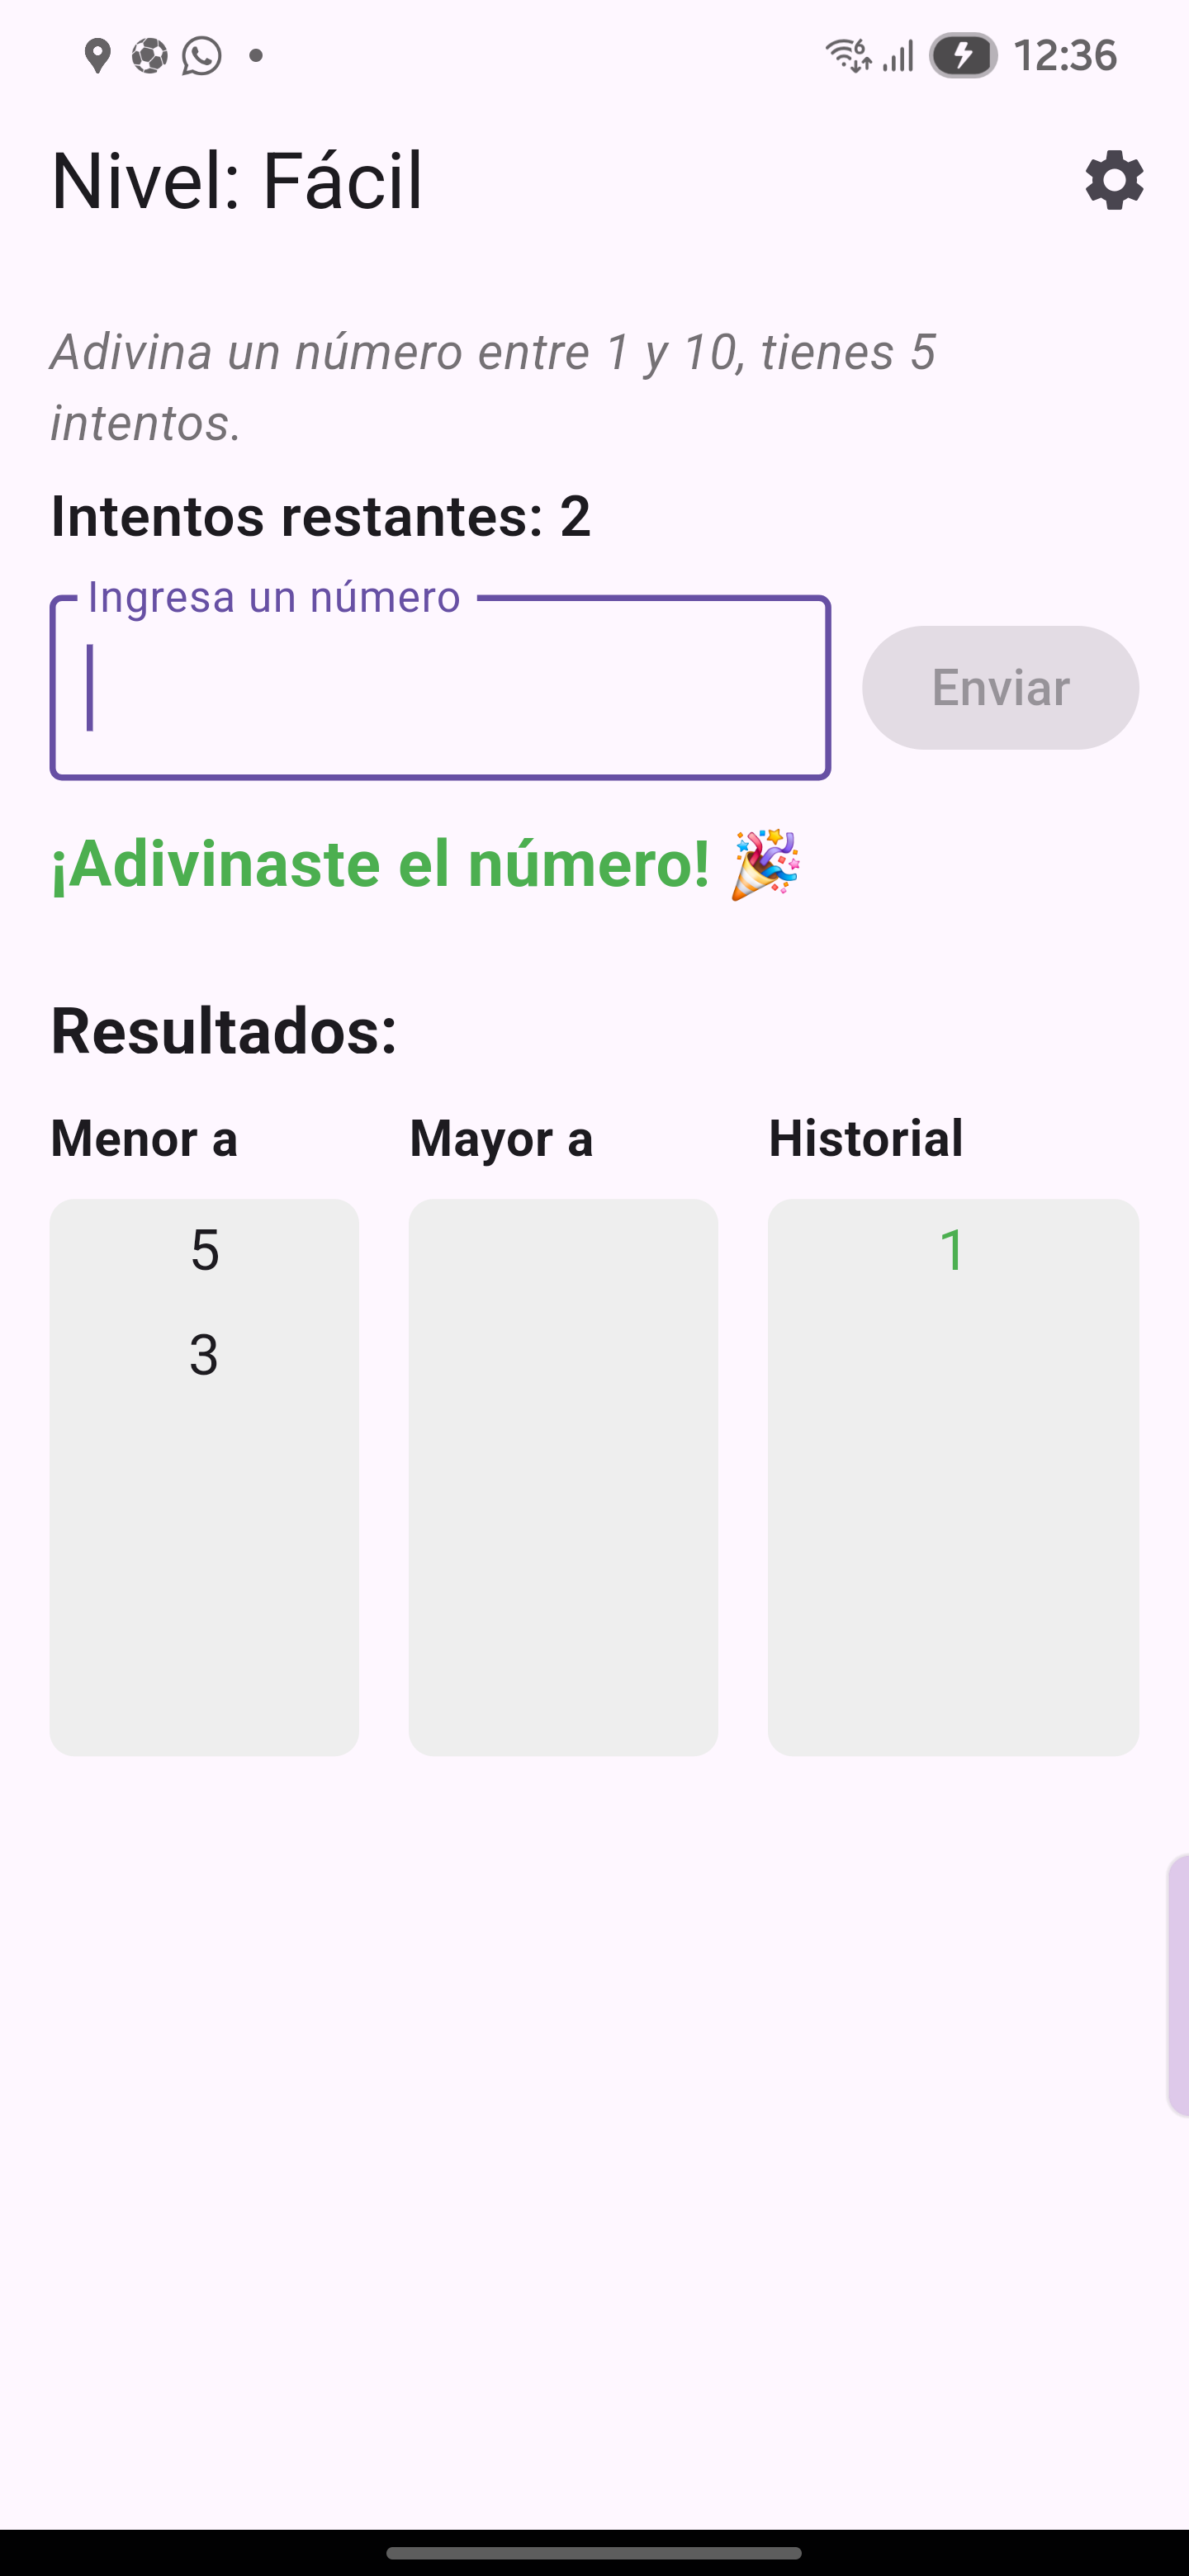 12:36
Nivel: Fácil
Adivina un número entre 1 y 10, tienes 5
intentos.
Intentos restantes: 2
Ingresa un número
Enviar
¡Adivinaste el número! 🎉
Resultados:
Menor a Mayor a Historial
5 1
3